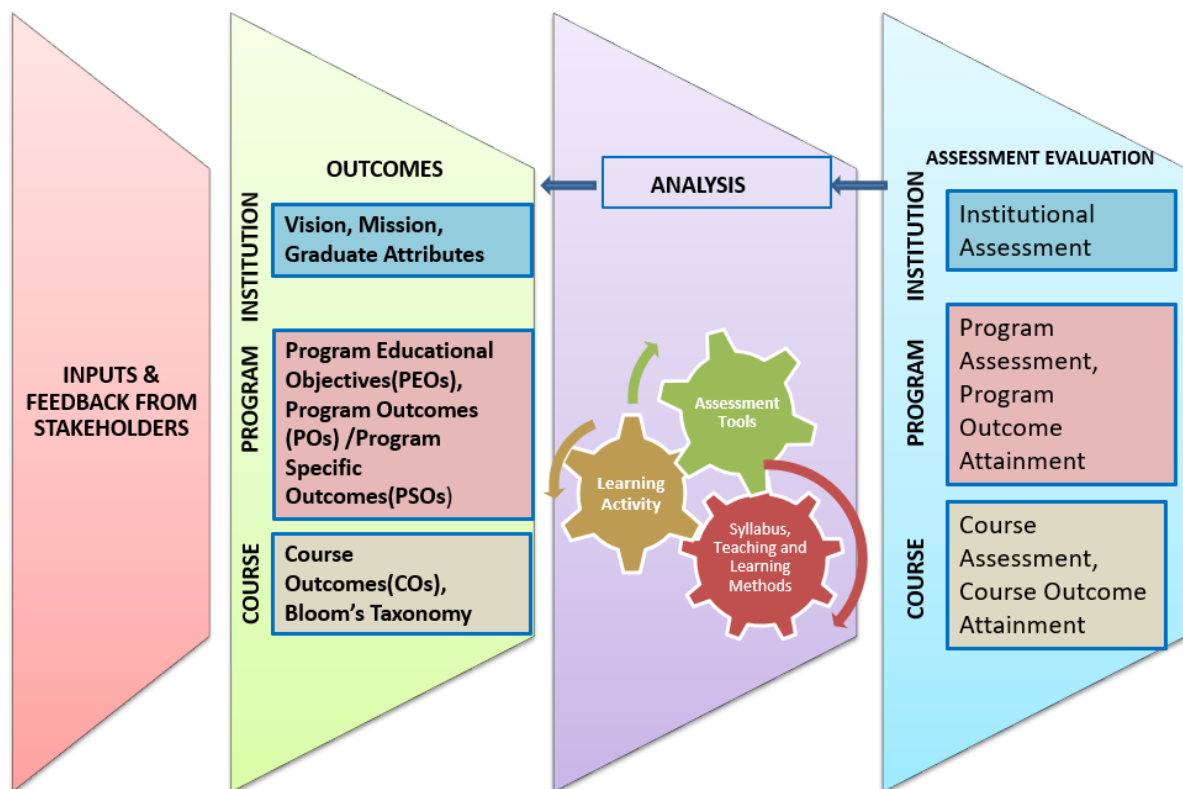 INPUTS &
FEEDBACK FROM
STAKEHOLDERS
OUTCOMES
INSTITUTION
Vision, Mission,
Graduate Attributes
PROGRAM
Program Educational
Objectives(PEOs),
Program Outcomes
(POs) /Program
Specific
Outcomes(PSOs)
COURSE
Course
Outcomes(COs),
Bloom’s Taxonomy
ANALYSIS
Assessment
Tools
Learning
Activity
Syllabus,
Teaching and
Learning
Methods
ASSESSMENT EVALUATION
INSTITUTION
Institutional
Assessment
PROGRAM
Program
Assessment,
Program
Outcome
Attainment
COURSE
Course
Assessment,
Course Outcome
Attainment